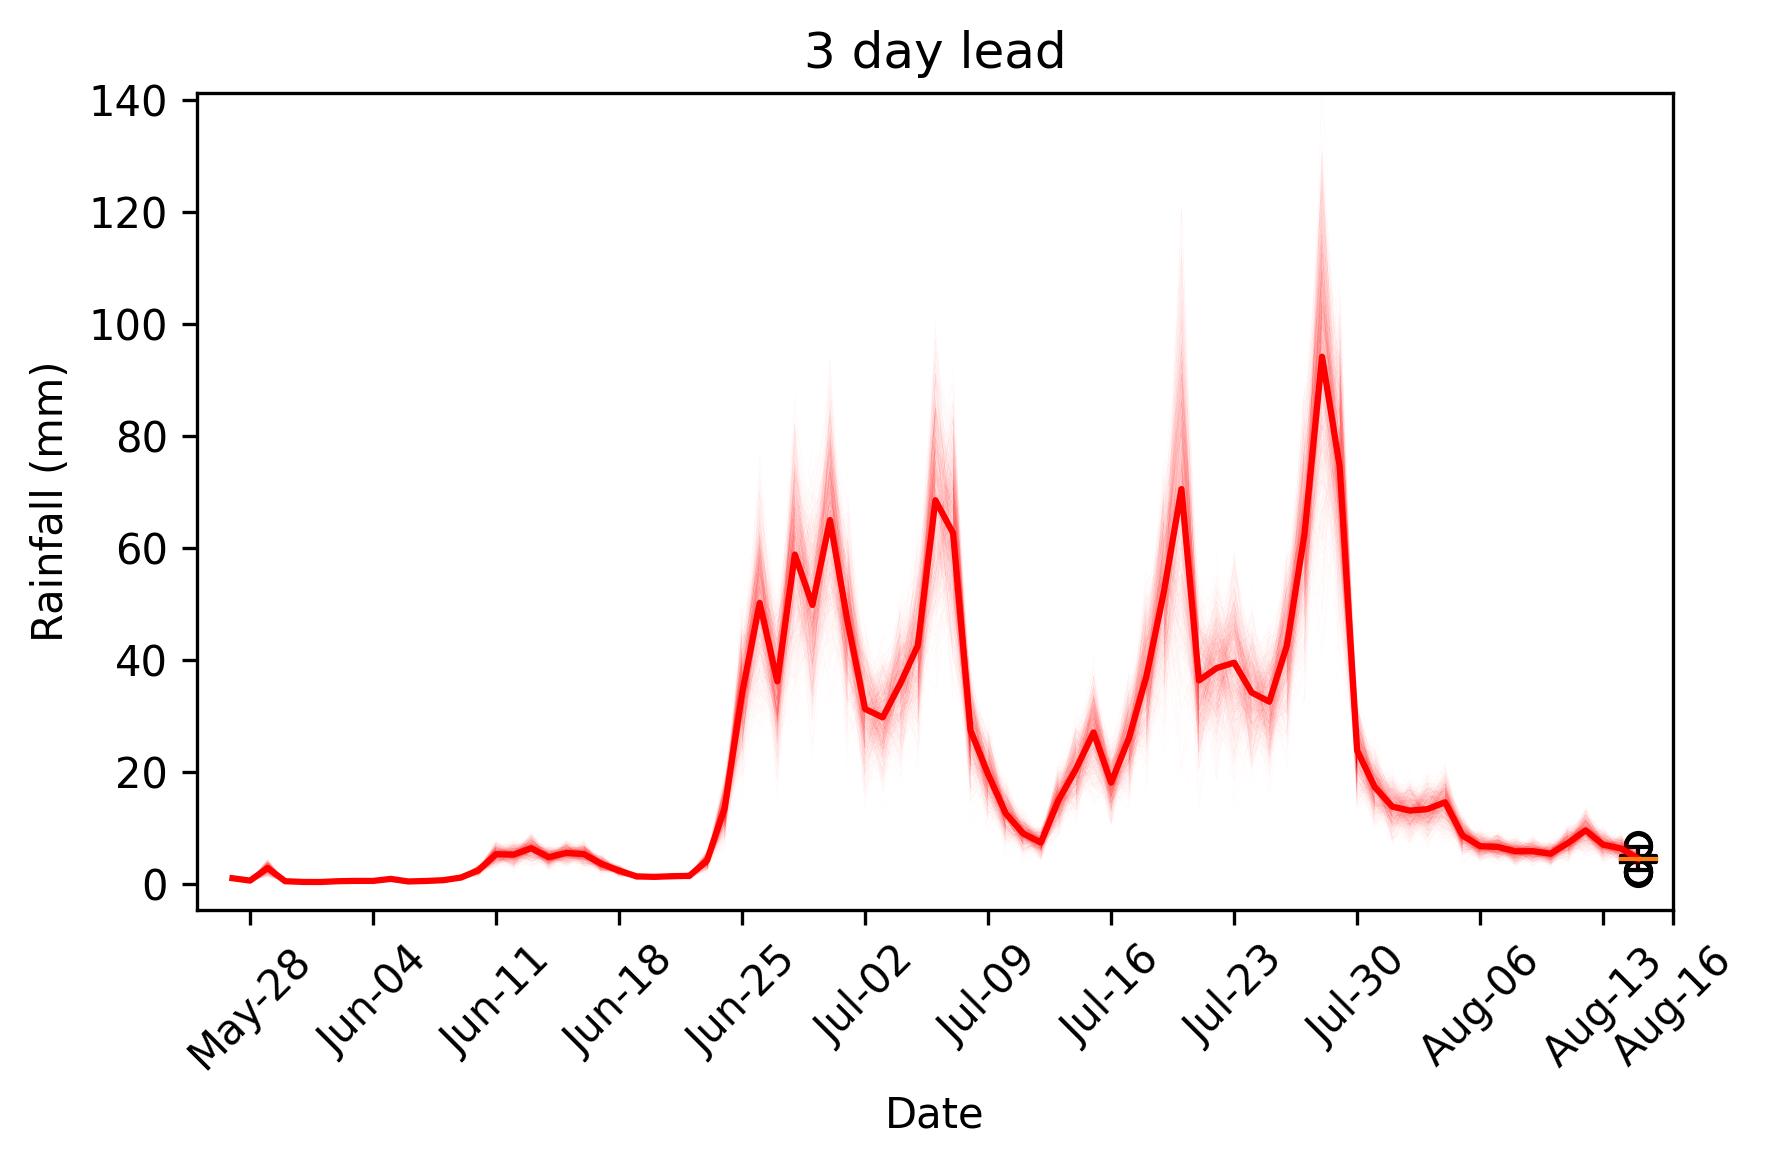 3 day lead
140
120
100
80
60
40
20
0
Rainfall (mm)
May-28
Jun-04
Jun-11
Jun-18
Jun-25
Jul-02
Jul-09
Jul-16
Jul-23
Jul-30
Aug-06
Aug-13
Aug-16
Date